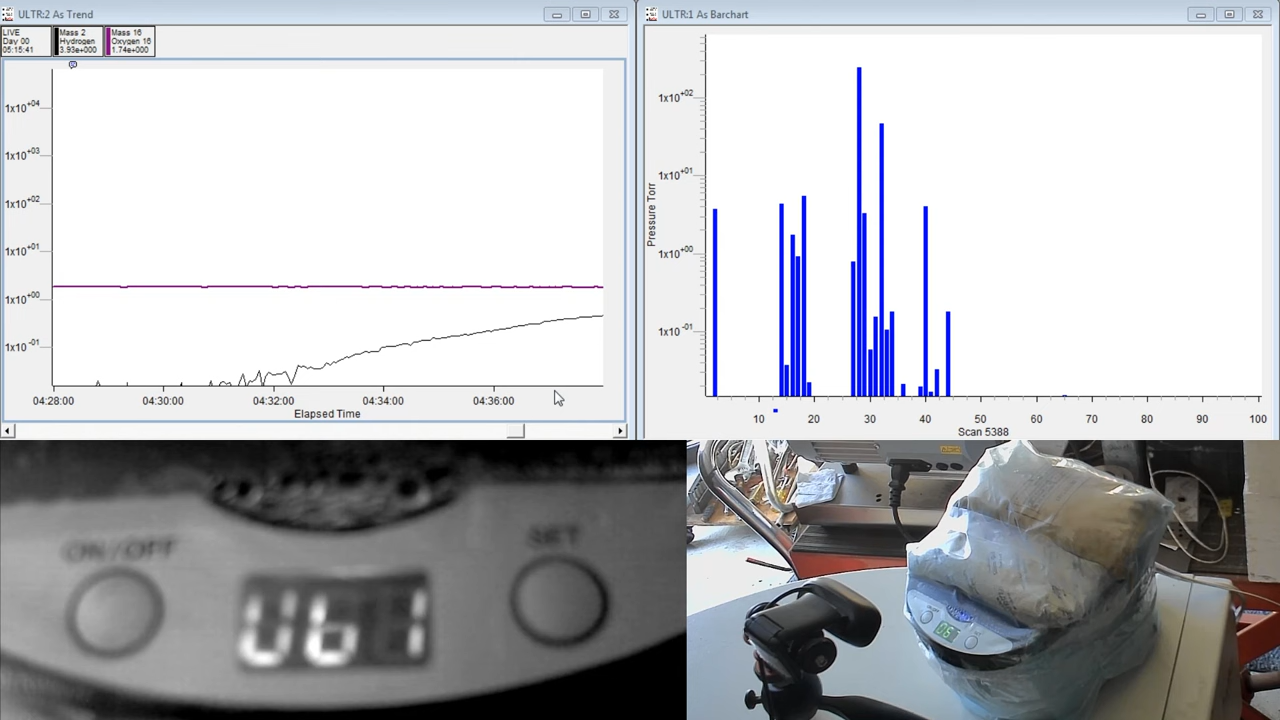 ULTR:2 As Trend
LIVE
Day 00
05:15:41
Mass 2
Hydrogen
3.93e+000
Mass 16
Oxygen 16
1.74e+000
1x10+04
1x10+03
1x10+02
1x10+01
1x10+00
1x10-01
04:28:00 04:30:00 04:32:00 04:34:00 04:36:00
Elapsed Time
ULTR:1 As Barchart
Pressure Torr
1x10+02
1x10+01
1x10+00
1x10-01
10 20 30 40 50 60 70 80 90 100
Scan 5388
ON/OFF
SET